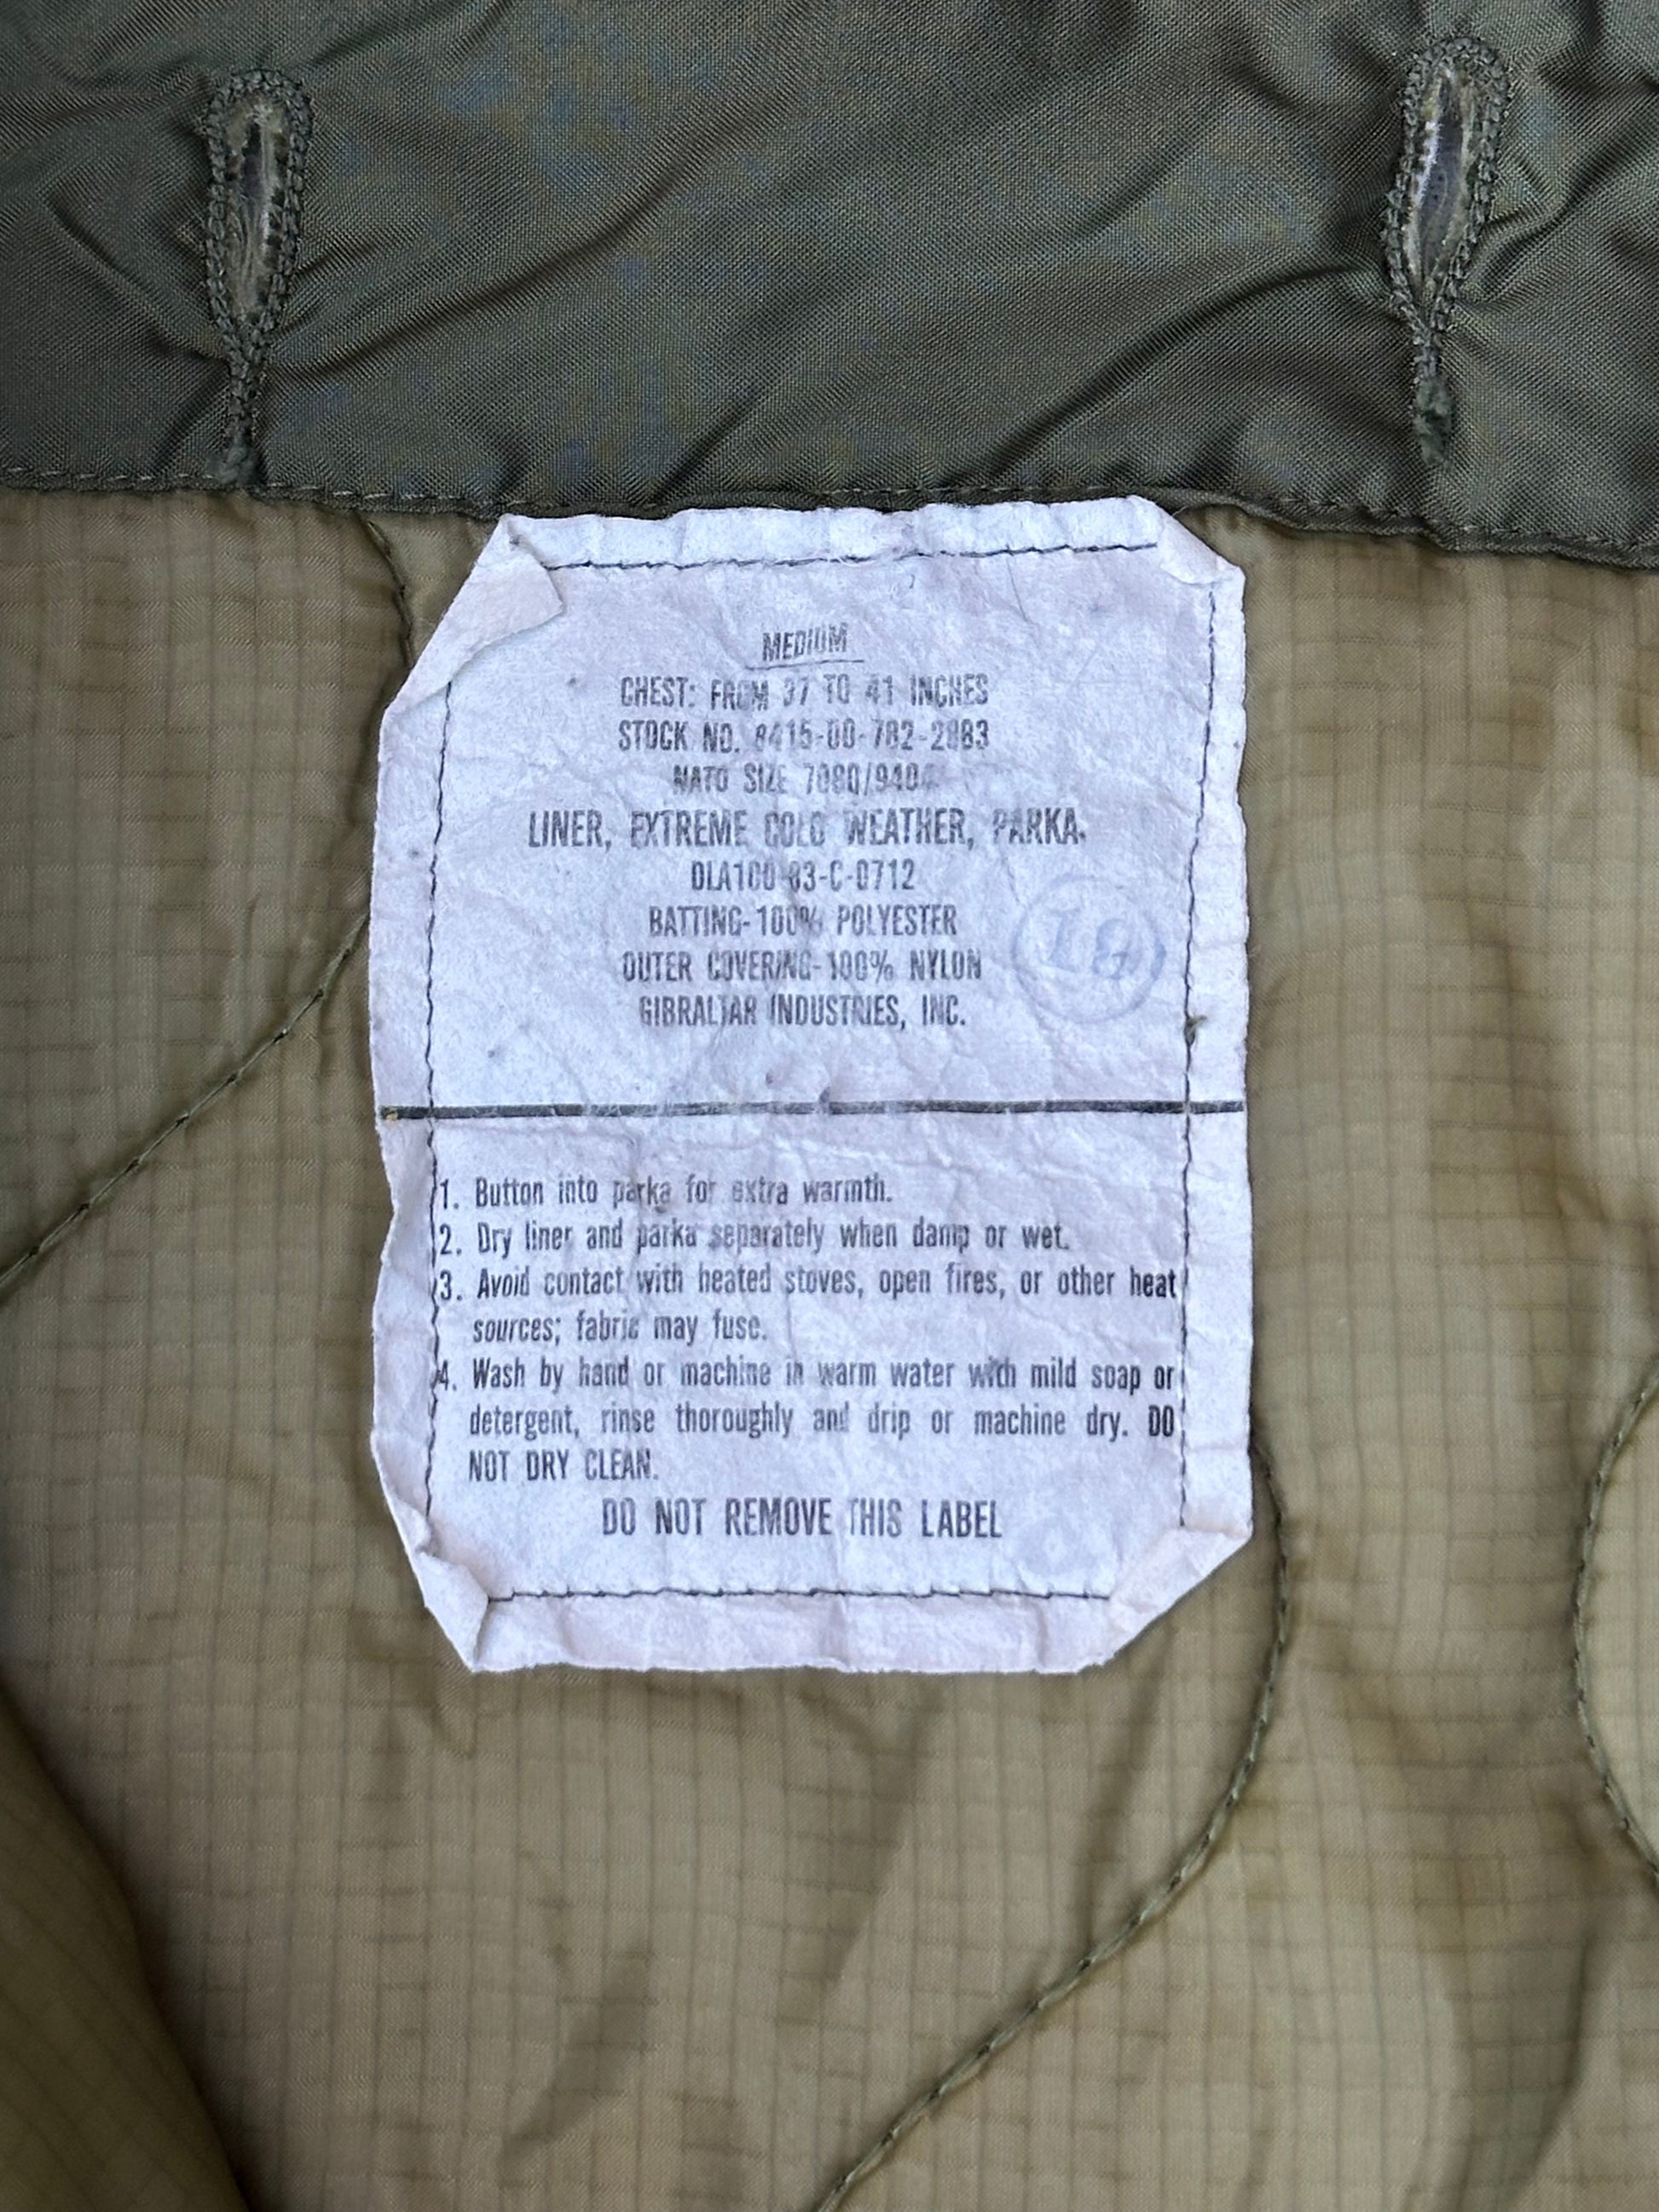 MEDIUM
CHEST: FROM 37 TO 41 INCHES
STOCK NO. 8415-00-782-2883
NATO SIZE
LINER, EXTREME COLD WEATHER, PARKA.
DLA100-83-C-0712
BATTING-100% POLYESTER
OUTER COVERING-100% NYLON
GIBRALTAR INDUSTRIES, INC.
1. Button into parka for extra warmth.
2. Dry liner and parka separately when damp or wet.
3. Avoid contact with heated stoves, open fires, or other heat
sources; fabric may fuse.
4. Wash by hand or machine in warm water with mild soap or
detergent, rinse thoroughly and drip or machine dry. DO
NOT DRY CLEAN.
DO NOT REMOVE THIS LABEL